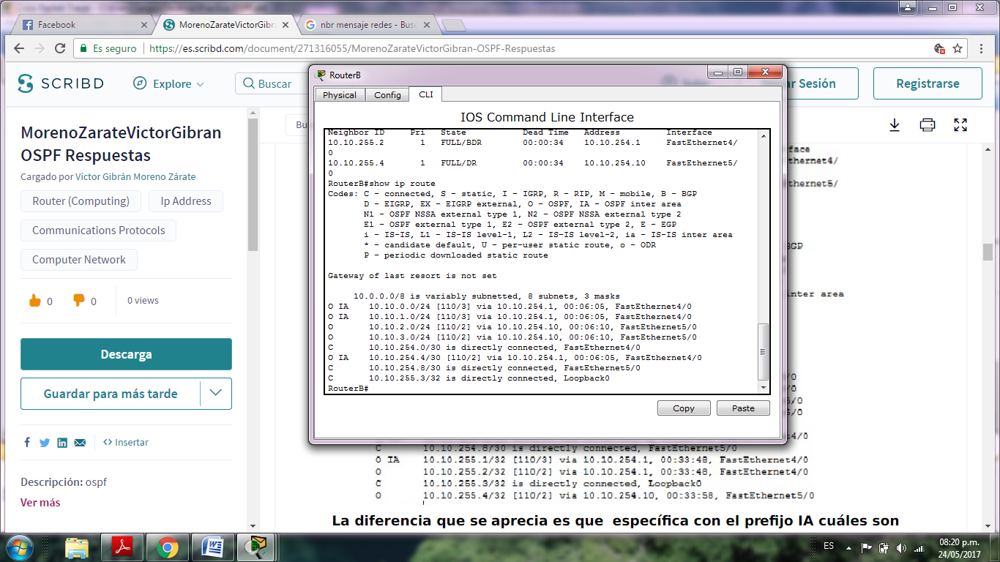 Facebook
MorenoZarateVictorGibra
nbr mensaje redes - Busc
Es seguro
https://es.scribd.com/document/271316055/MorenoZarateVictorGibran-OSPF-Respuestas
SCRIBD
Explore
Buscar
Sesión
Registrarse
MorenoZarateVictorGibran
OSPF Respuestas
Cargado por Víctor Gibrán Moreno Zárate
Router (Computing)
Ip Address
Communications Protocols
Computer Network
0
0
0 views
Descarga
Guardar para más tarde
Insertar
Descripción: ospf
Ver más
Bu
RouterB
Physical
Config
CLI
IOS Command Line Interface
Neighbor ID Pri State Dead Time Address Interface
10.10.255.2 1 FULL/BDR 00:00:34 10.10.254.1 FastEthernet4/
0
10.10.255.4 1 FULL/DR 00:00:34 10.10.254.10 FastEthernet5/
0
RouterB#show ip route
Codes: C - connected, S - static, I - IGRP, R - RIP, M - mobile, B - BGP
D - EIGRP, EX - EIGRP external, O - OSPF, IA - OSPF inter area
N1 - OSPF NSSA external type 1, N2 - OSPF NSSA external type 2
E1 - OSPF external type 1, E2 - OSPF external type 2, E - EGP
i - IS-IS, L1 - IS-IS level-1, L2 - IS-IS level-2, ia - IS-IS inter area
* - candidate default, U - per-user static route, o - ODR
P - periodic downloaded static route
Gateway of last resort is not set
10.0.0.0/8 is variably subnetted, 8 subnets, 3 masks
O IA 10.10.0.0/24 [110/3] via 10.10.254.1, 00:06:05, FastEthernet4/0
O IA 10.10.1.0/24 [110/3] via 10.10.254.1, 00:06:05, FastEthernet4/0
O 10.10.2.0/24 [110/2] via 10.10.254.10, 00:06:10, FastEthernet5/0
O 10.10.3.0/24 [110/2] via 10.10.254.10, 00:06:10, FastEthernet5/0
C 10.10.254.0/30 is directly connected, FastEthernet4/0
O IA 10.10.254.4/30 [110/2] via 10.10.254.1, 00:06:05, FastEthernet4/0
C 10.10.254.8/30 is directly connected, FastEthernet5/0
C 10.10.255.3/32 is directly connected, Loopback0
RouterB#
Copy
Paste
face
hernet4/
hernet5/
BGP
inter area
/0
/0
5/0
5/0
4/0
C 10.10.254.8/30 is directly connected, FastEthernet5/0
O IA 10.10.255.1/32 [110/3] via 10.10.254.1, 00:33:48, FastEthernet4/0
O 10.10.255.2/32 [110/2] via 10.10.254.1, 00:33:48, FastEthernet4/0
C 10.10.255.3/32 is directly connected, Loopback0
O 10.10.255.4/32 [110/2] via 10.10.254.10, 00:33:58, FastEthernet5/0
La diferencia que se aprecia es que específica con el prefijo IA cuáles son
ES
08:20 p.m.
24/05/2017